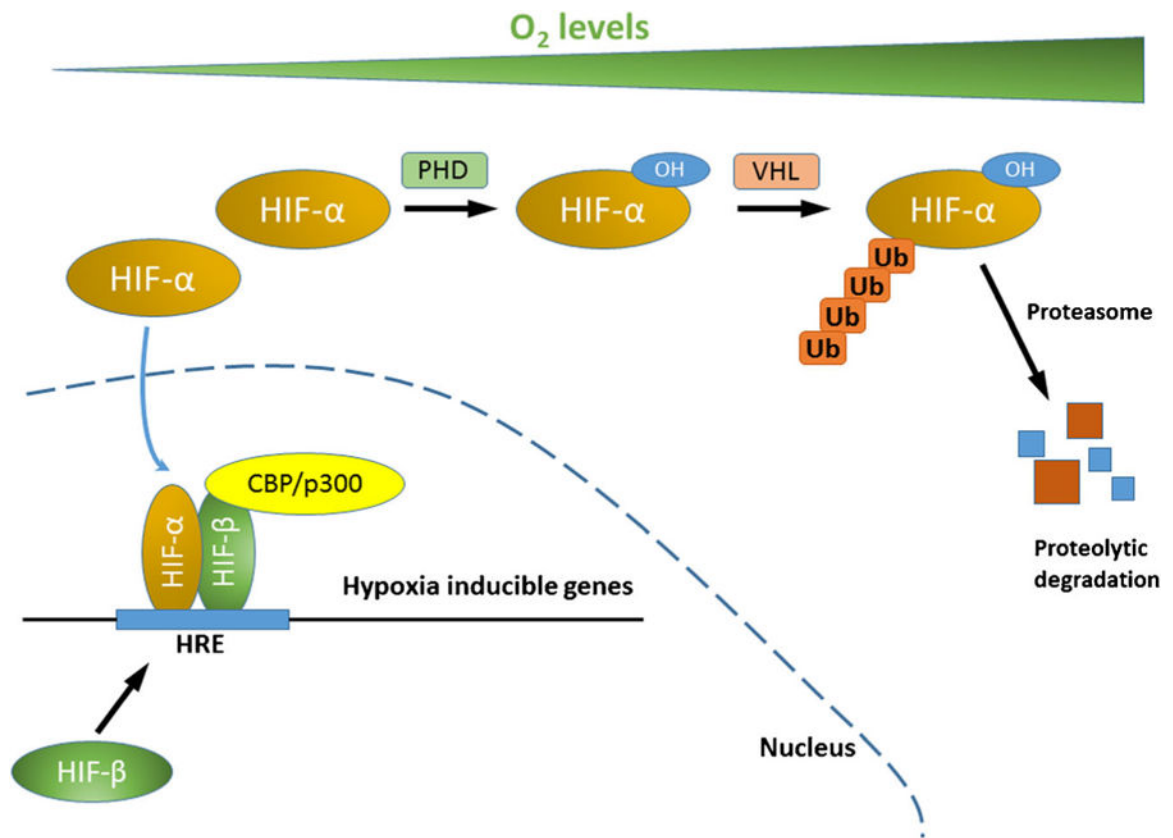 O₂ levels
PHD
VHL
HIF-α
HIF-α
OH
HIF-α
OH
HIF-α
Ub
Ub
Ub
Ub
Proteasome
Proteolytic
degradation
CBP/p300
HIF-α
HIF-β
Hypoxia inducible genes
HRE
HIF-β
Nucleus